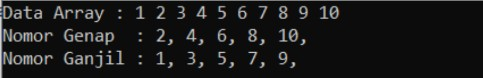 Data Array : 1 2 3 4 5 6 7 8 9 10
Nomor Genap  : 2, 4, 6, 8, 10,
Nomor Ganjil : 1, 3, 5, 7, 9,